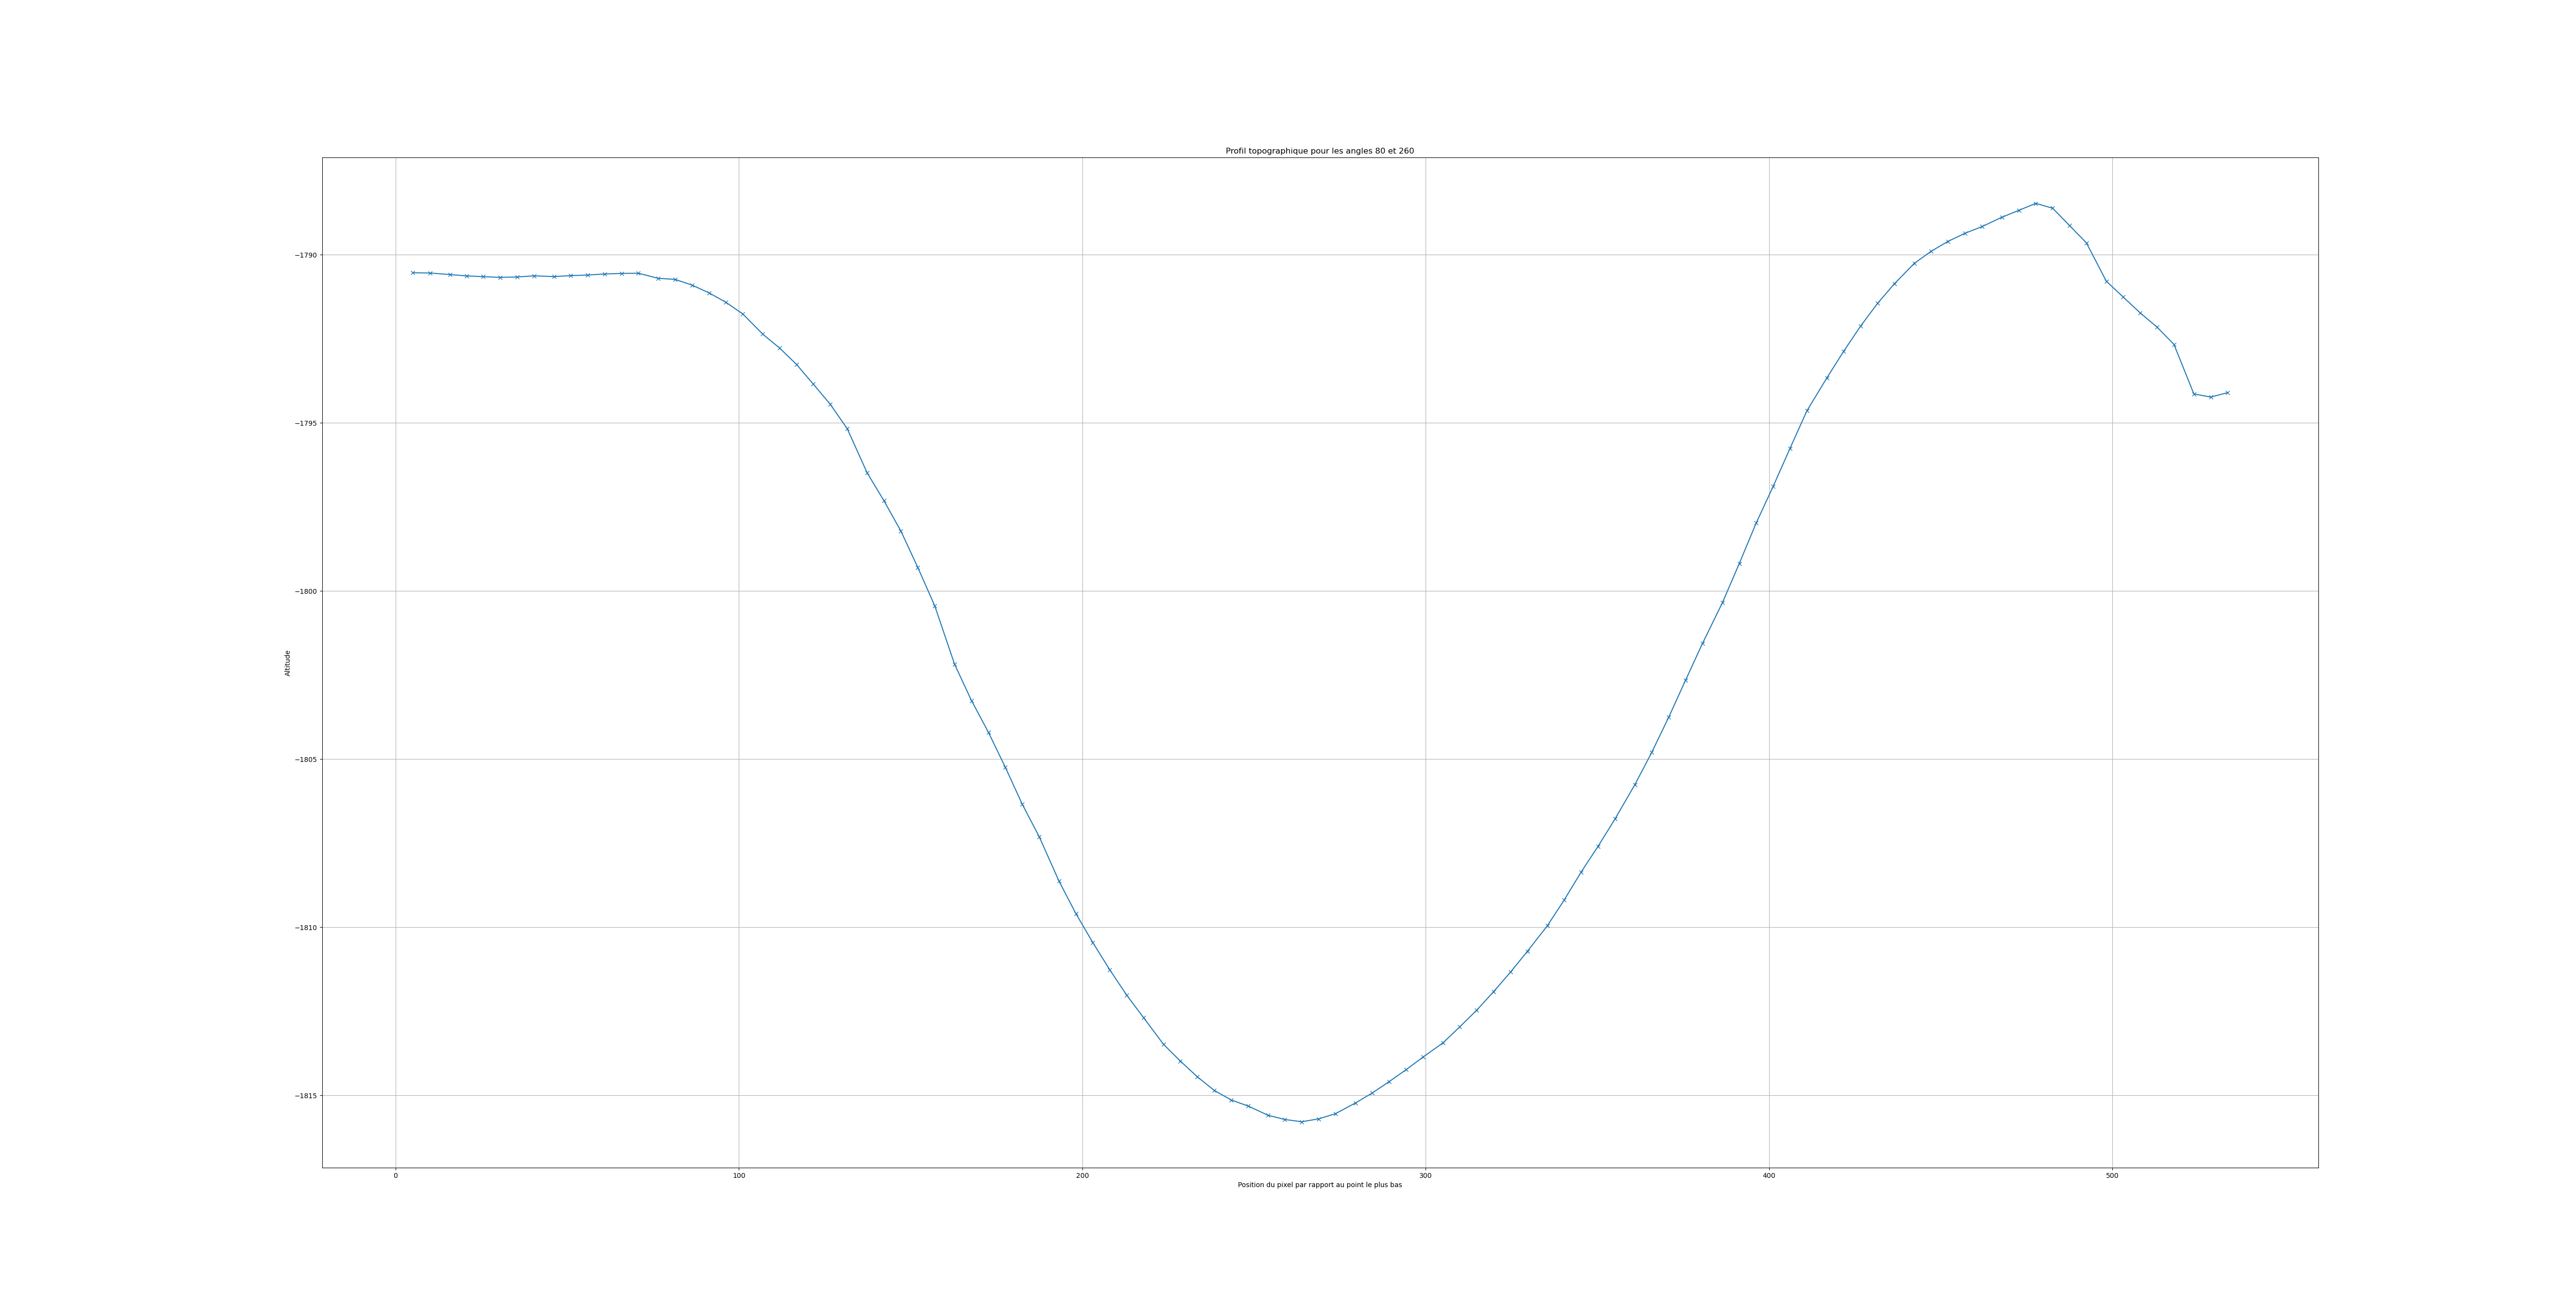 Profil topographique pour les angles 80 et 260
−1790
−1795
−1800
Altitude
−1805
−1810
−1815
0 100 200 300 400 500
Position du pixel par rapport au point le plus bas